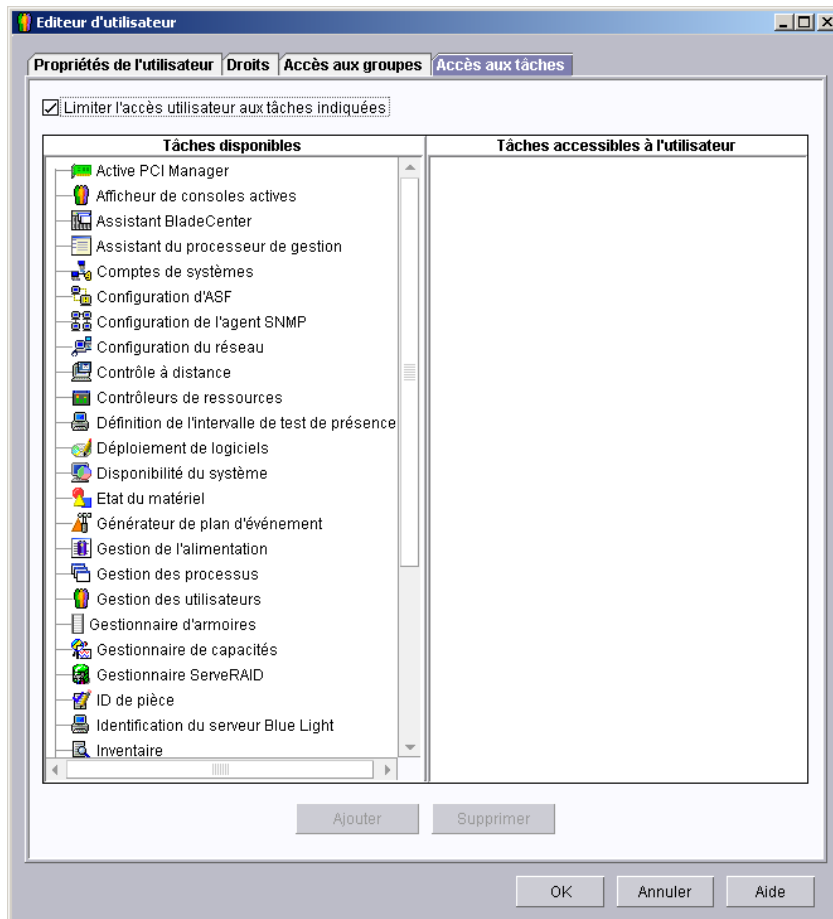 Editeur d'utilisateur
Propriétés de l'utilisateur Droits Accès aux groupes Accès aux tâches
Limiter l'accès utilisateur aux tâches indiquées
Tâches disponibles Tâches accessibles à l'utilisateur
Active PCI Manager
Afficheur de consoles actives
Assistant BladeCenter
Assistant du processeur de gestion
Comptes de systèmes
Configuration d'ASF
Configuration de l'agent SNMP
Configuration du réseau
Contrôle à distance
Contrôleurs de ressources
Définition de l'intervalle de test de présence
Déploiement de logiciels
Disponibilité du système
Etat du matériel
Générateur de plan d'événement
Gestion de l'alimentation
Gestion des processus
Gestion des utilisateurs
Gestionnaire d'armoires
Gestionnaire de capacités
Gestionnaire ServeRAID
ID de pièce
Identification du serveur Blue Light
Inventaire
Ajouter Supprimer
OK Annuler Aide